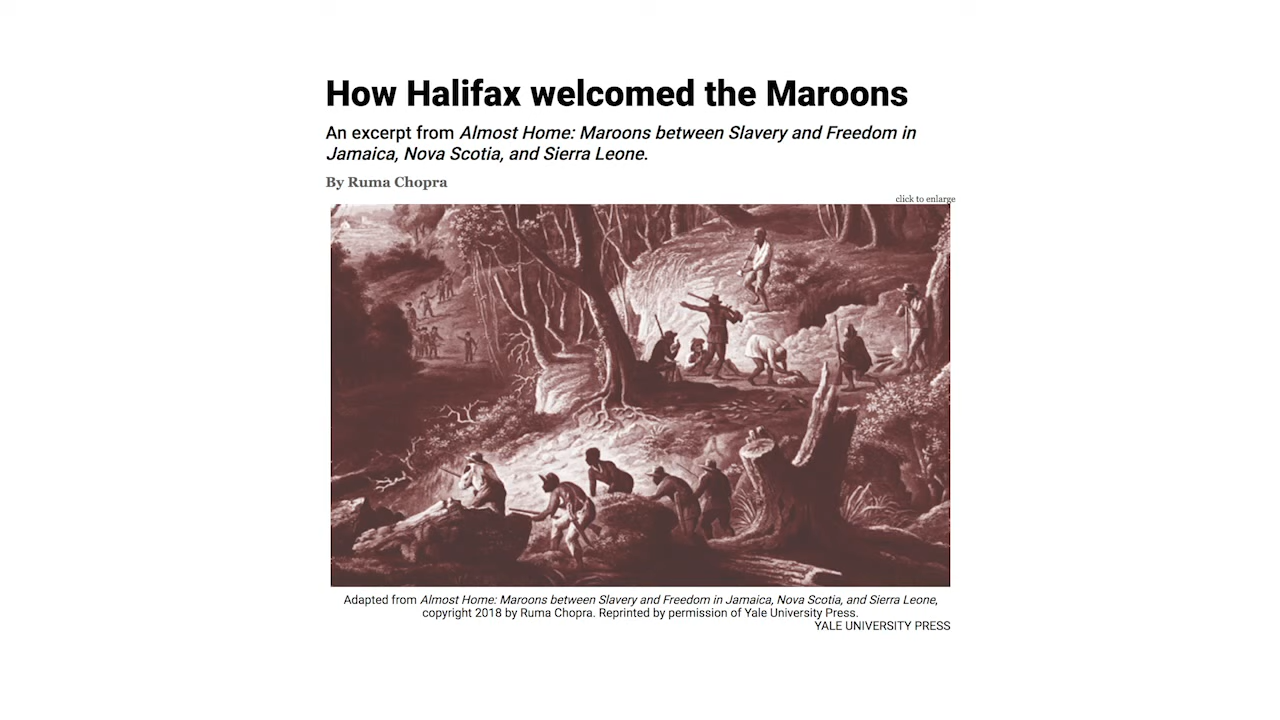 How Halifax welcomed the Maroons
An excerpt from Almost Home: Maroons between Slavery and Freedom in
Jamaica, Nova Scotia, and Sierra Leone.
By Ruma Chopra
click to enlarge
Adapted from Almost Home: Maroons between Slavery and Freedom in Jamaica, Nova Scotia, and Sierra Leone,
copyright 2018 by Ruma Chopra. Reprinted by permission of Yale University Press.
YALE UNIVERSITY PRESS